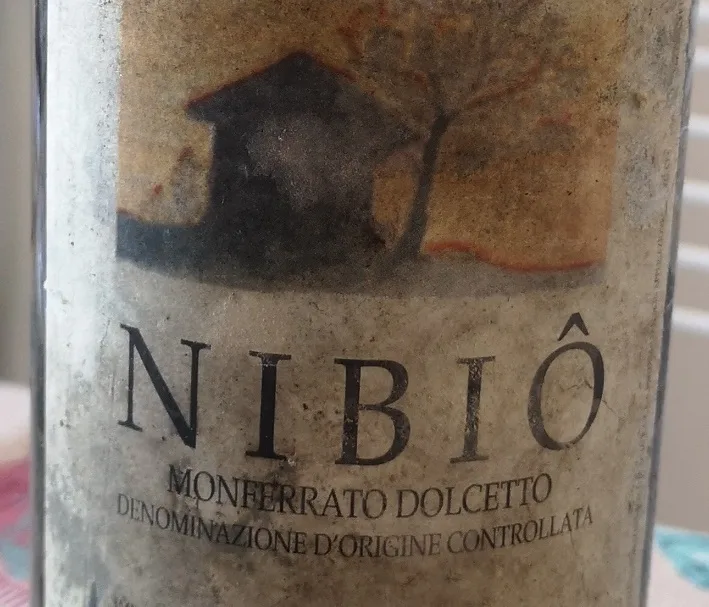 NIBIÔ
MONFERRATO DOLCETTO
DENOMINAZIONE D'ORIGINE CONTROLLATA